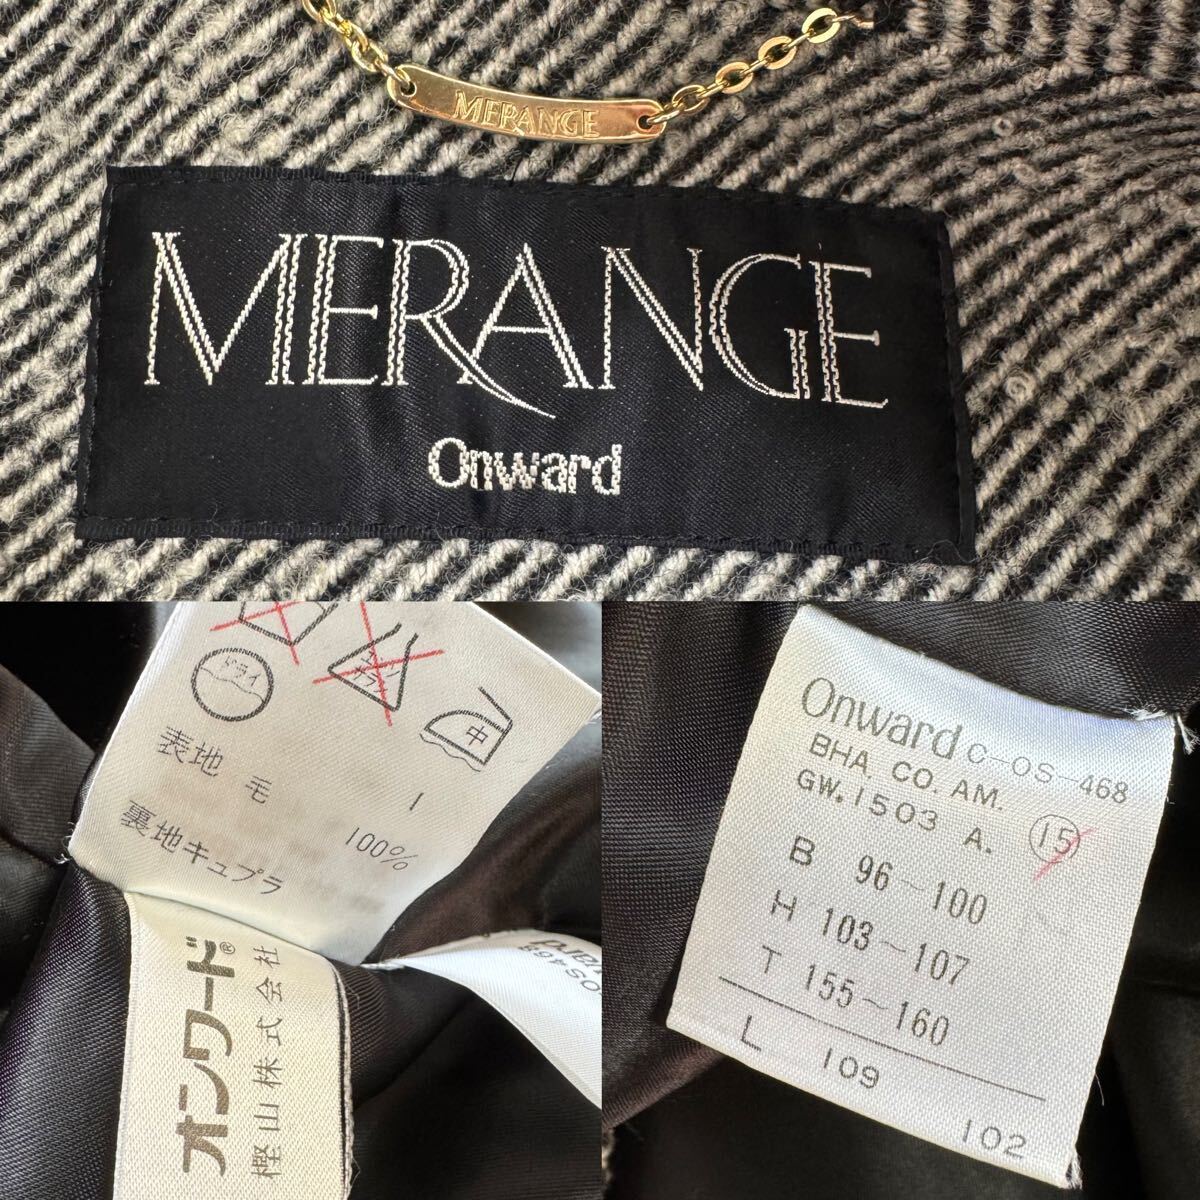 MERANGE
MERANGE
Onward
ドライ
中
表地
毛 100%
裏地キュプラ
オンワード®
樫山株式会社
Onward C-OS-468
BHA. CO. AM.
GW. 1503 A. 15
B 96~100
H 103~107
T 155~160
L 109
102